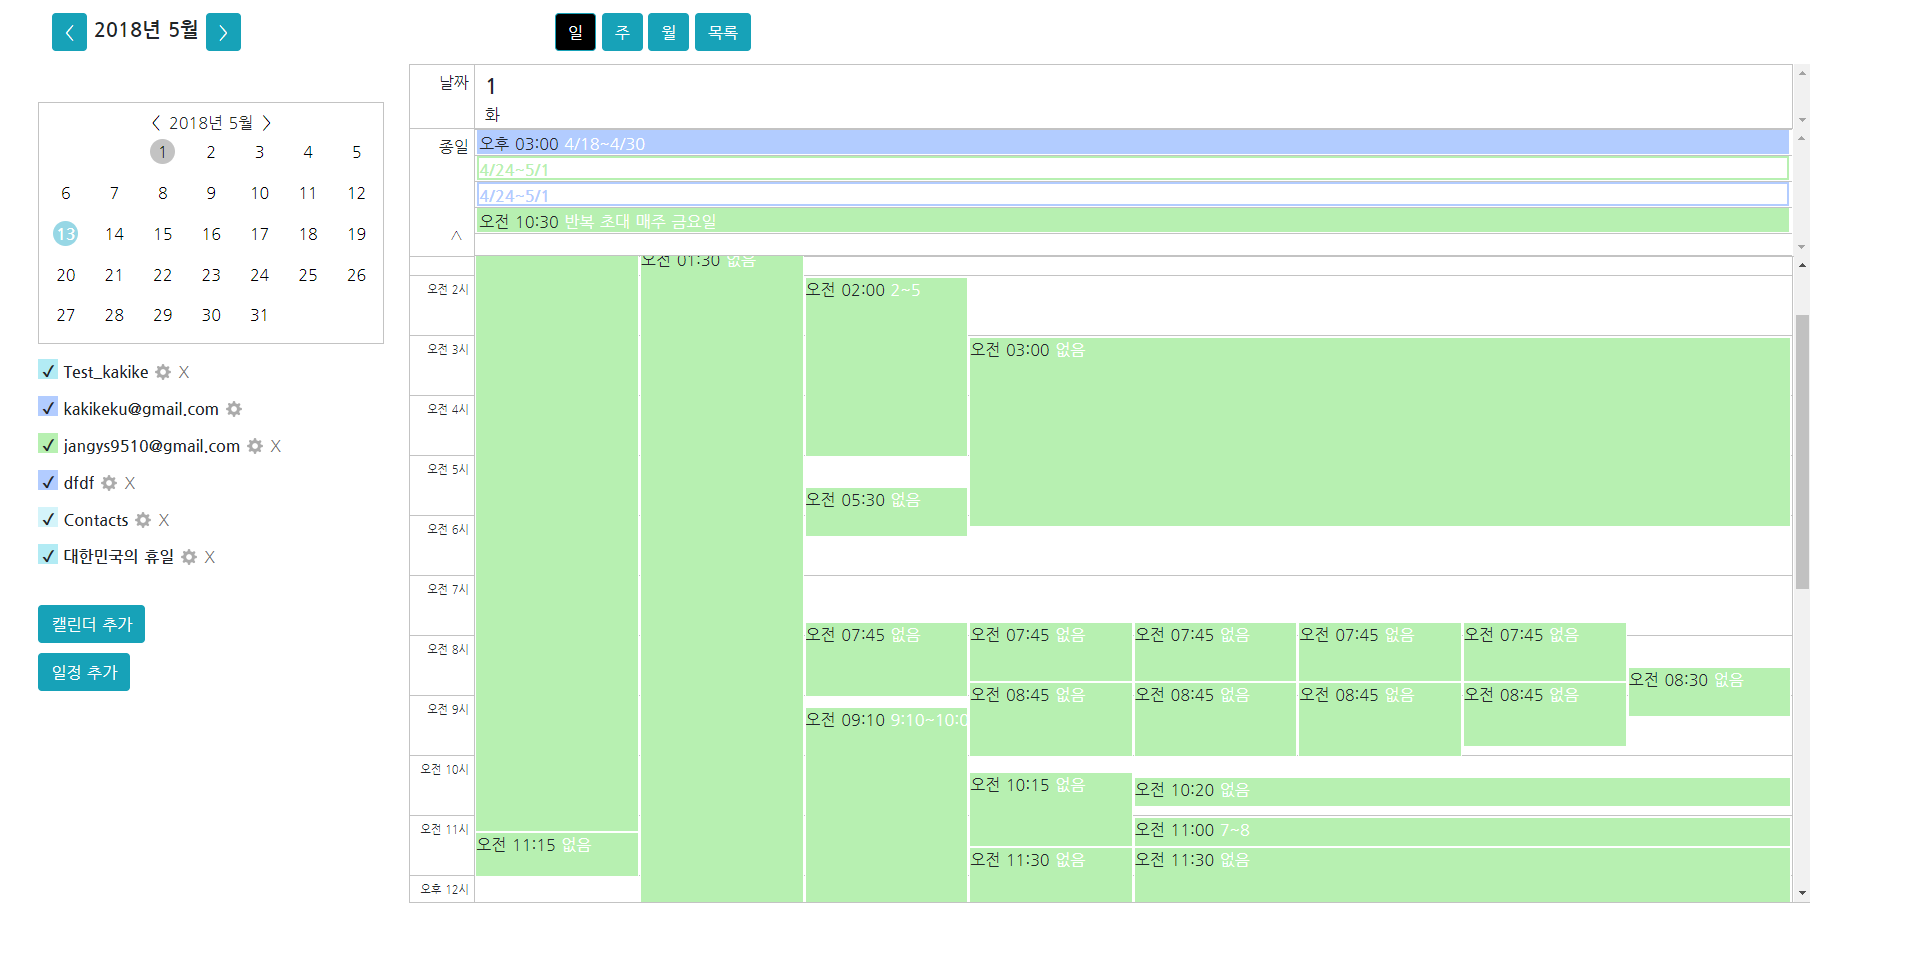 < 2018년 5월 >
일 주 월 목록
< 2018년 5월 >
1 2 3 4 5
6 7 8 9 10 11 12
13 14 15 16 17 18 19
20 21 22 23 24 25 26
27 28 29 30 31
✓ Test_kakike X
✓ kakikeku@gmail.com
✓ jangys9510@gmail.com X
✓ dfdf X
✓ Contacts X
✓ 대한민국의 휴일 X
캘린더 추가
일정 추가
날짜 1
화
종일 오후 03:00 4/18~4/30
4/24~5/1
4/24~5/1
오전 10:30 반복 초대 매주 금요일
^
오전 01:30 없음
오전 2시 오전 02:00 2~5
오전 3시 오전 03:00 없음
오전 4시
오전 5시
오전 05:30 없음
오전 6시
오전 7시
오전 07:45 없음 오전 07:45 없음 오전 07:45 없음 오전 07:45 없음 오전 07:45 없음
오전 8시
오전 08:30 없음
오전 08:45 없음 오전 08:45 없음 오전 08:45 없음 오전 08:45 없음
오전 9시
오전 09:10 9:10~10:0
오전 10시
오전 10:15 없음 오전 10:20 없음
오전 11시 오전 11:00 7~8
오전 11:15 없음
오전 11:30 없음 오전 11:30 없음
오후 12시